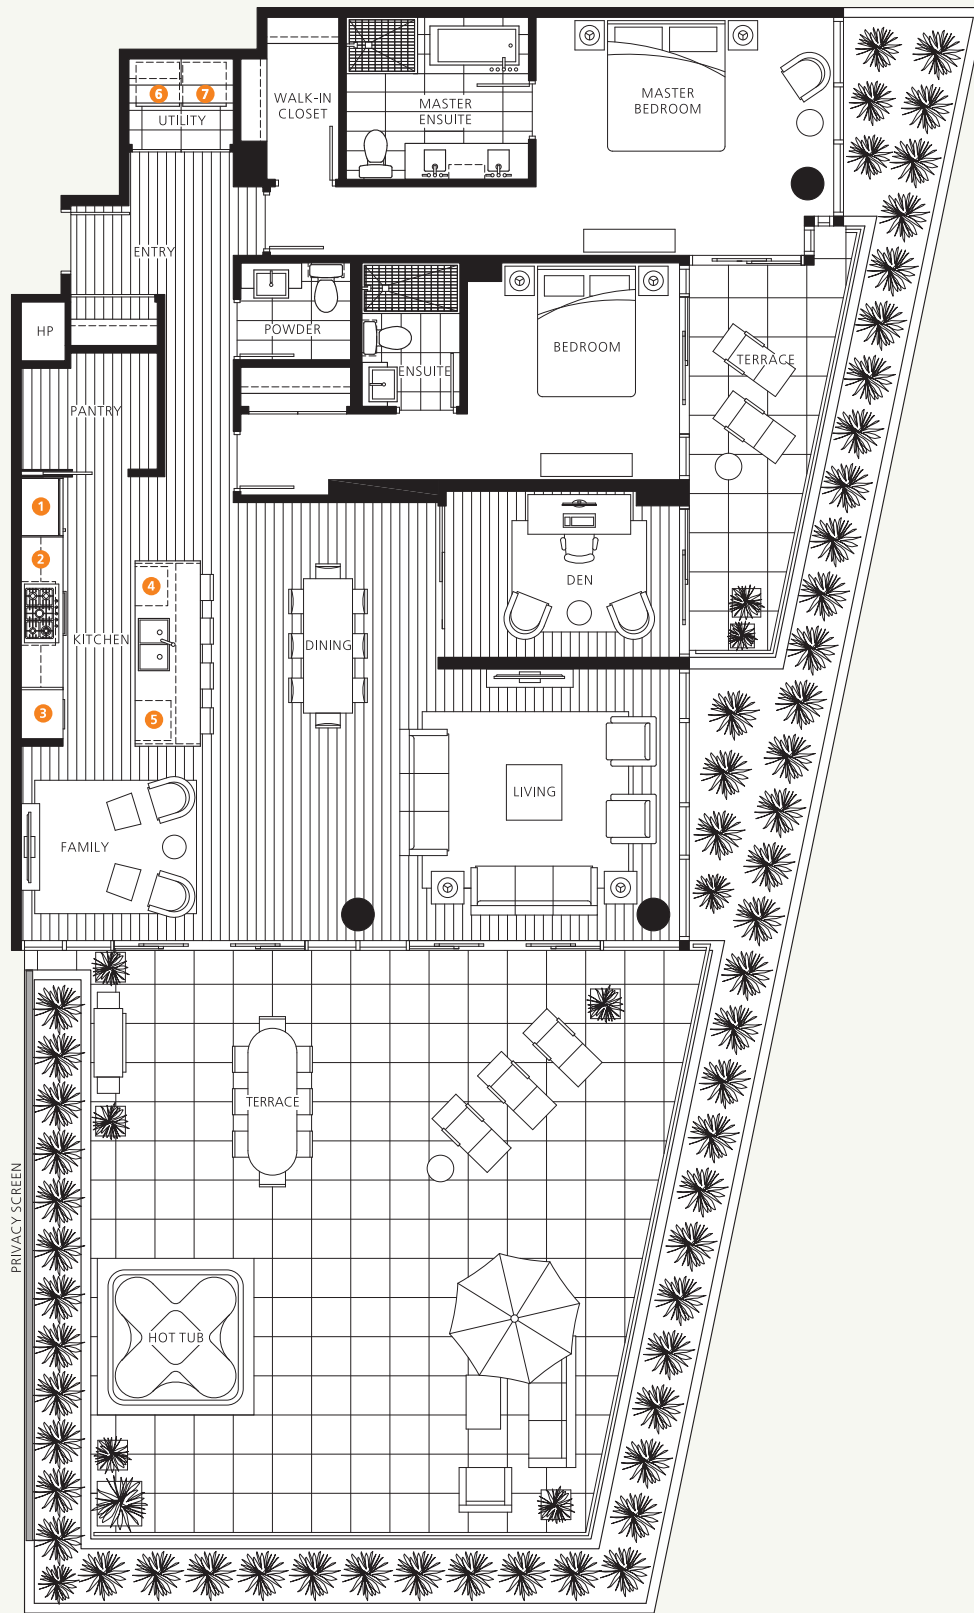 6
7
UTILITY
WALK-IN
CLOSET
MASTER
ENSUITE
MASTER
BEDROOM
ENTRY
HP
POWDER
ENSUITE
BEDROOM
TERRACE
PANTRY
1
2
4
DEN
KITCHEN
DINING
3
5
LIVING
FAMILY
TERRACE
PRIVACY SCREEN
HOT TUB